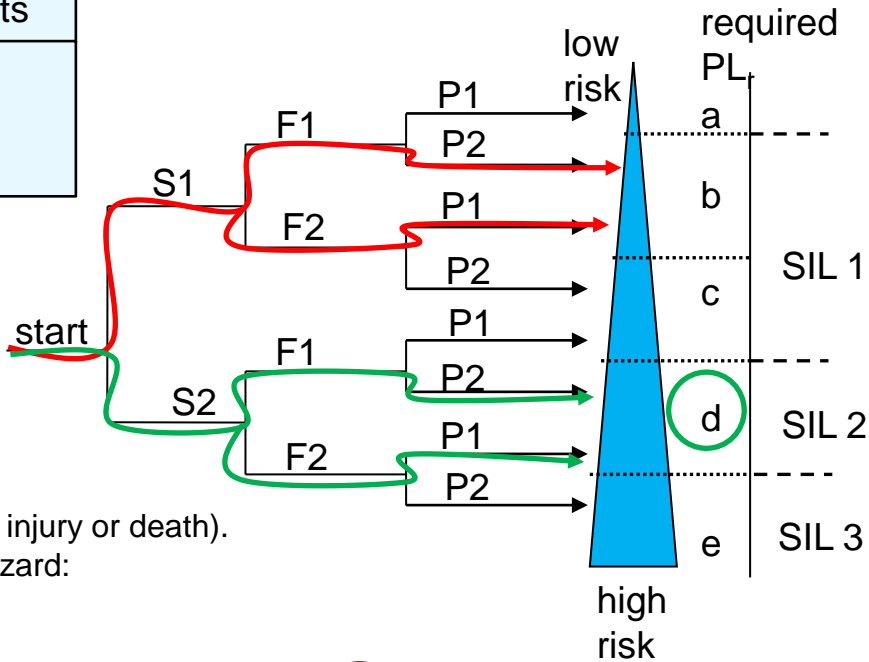 ts
required
PLr
low
risk
P1
a
F1
P2
S1
b
P1
F2
SIL 1
P2
c
start
P1
F1
P2
S2
d
SIL 2
P1
F2
P2
injury or death).
e
SIL 3
zard:
high
risk